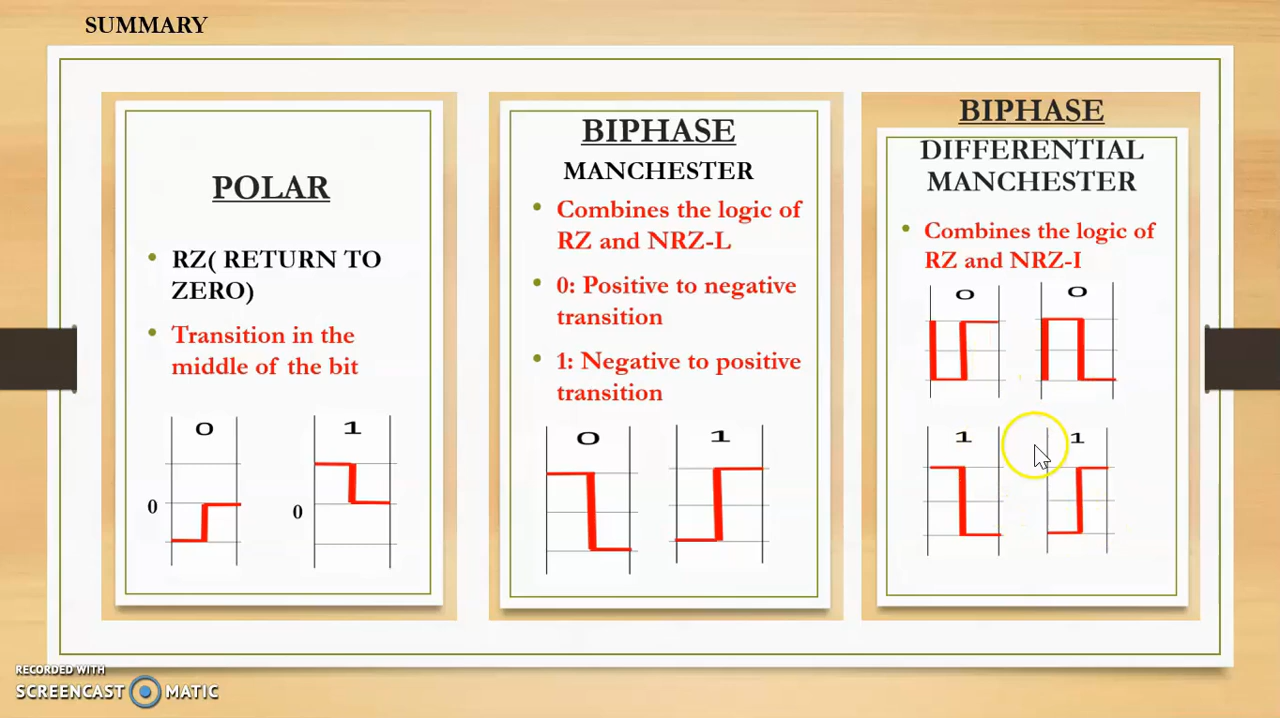 SUMMARY
POLAR
RZ( RETURN TO
ZERO)
Transition in the
middle of the bit
0
1
0
0
BIPHASE
MANCHESTER
Combines the logic of
RZ and NRZ-L
0: Positive to negative
transition
1: Negative to positive
transition
0
1
BIPHASE
DIFFERENTIAL
MANCHESTER
Combines the logic of
RZ and NRZ-I
0
0
1
1
RECORDED WITH
SCREENCAST MATIC